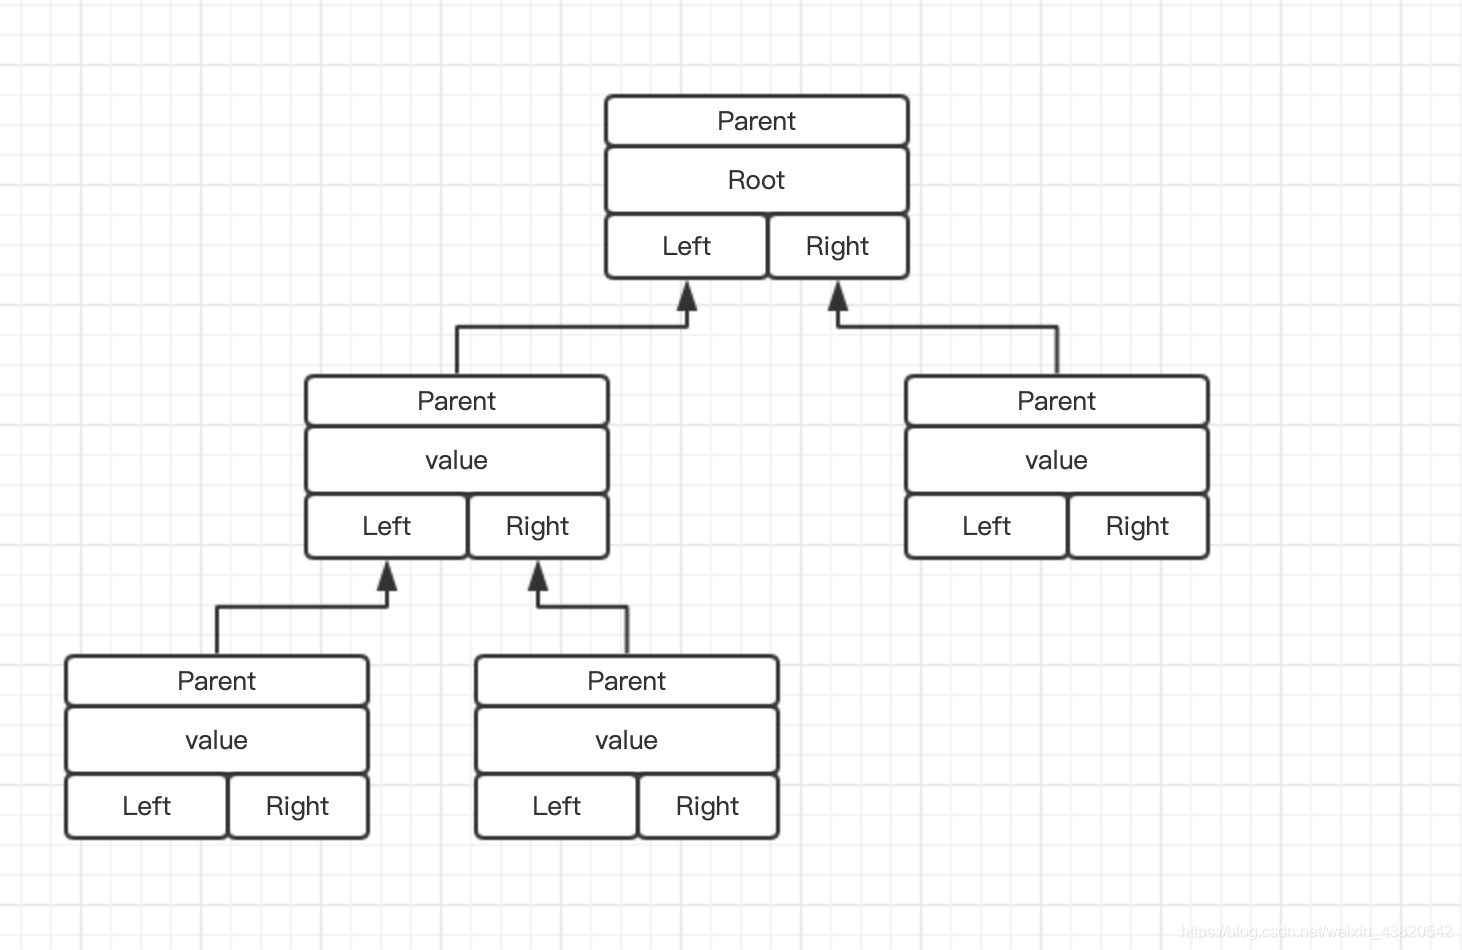 Parent
Root
Left Right
Parent Parent
value value
Left Right Left Right
Parent Parent
value value
Left Right Left Right
https://blog.csdn.net/weixin_43820542